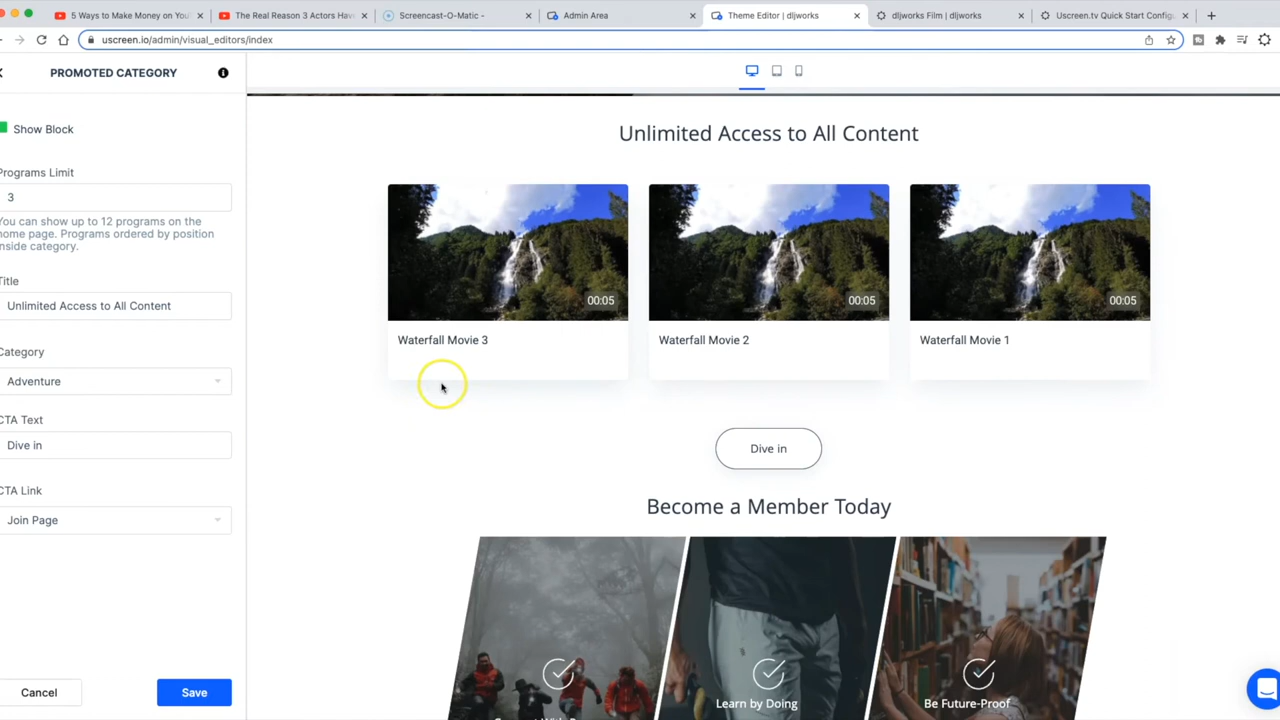 5 Ways to Make Money on You
The Real Reason 3 Actors Hav
Screencast-O-Matic -
Admin Area
Theme Editor | dljworks
dljworks Film | dljworks
Uscreen.tv Quick Start Config
uscreen.io/admin/visual_editors/index
PROMOTED CATEGORY
Show Block
Programs Limit
3
You can show up to 12 programs on the
home page. Programs ordered by position
inside category.
Title
Unlimited Access to All Content
Category
Adventure
CTA Text
Dive in
CTA Link
Join Page
Cancel
Save
Unlimited Access to All Content
00:05
00:05
00:05
Waterfall Movie 3
Waterfall Movie 2
Waterfall Movie 1
Dive in
Become a Member Today
Learn by Doing
Be Future-Proof